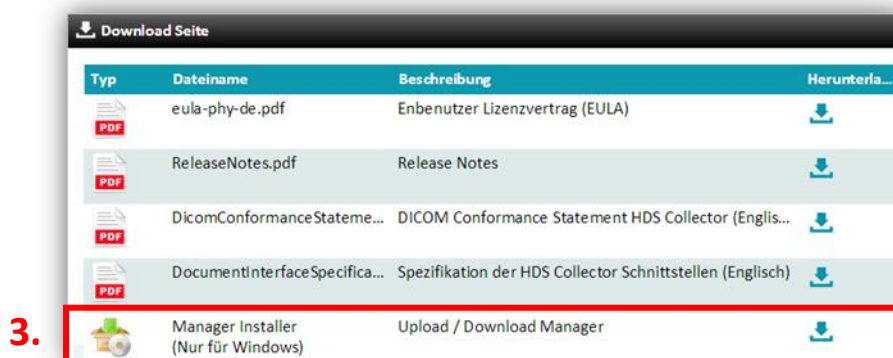 Download Seite
Typ Dateiname Beschreibung Herunterla...
PDF eula-phy-de.pdf Enbenutzer Lizenzvertrag (EULA)
PDF ReleaseNotes.pdf Release Notes
PDF DicomConformanceStateme... DICOM Conformance Statement HDS Collector (Englis...
PDF DocumentInterfaceSpecifica... Spezifikation der HDS Collector Schnittstellen (Englisch)
3. Manager Installer Upload / Download Manager
(Nur für Windows)